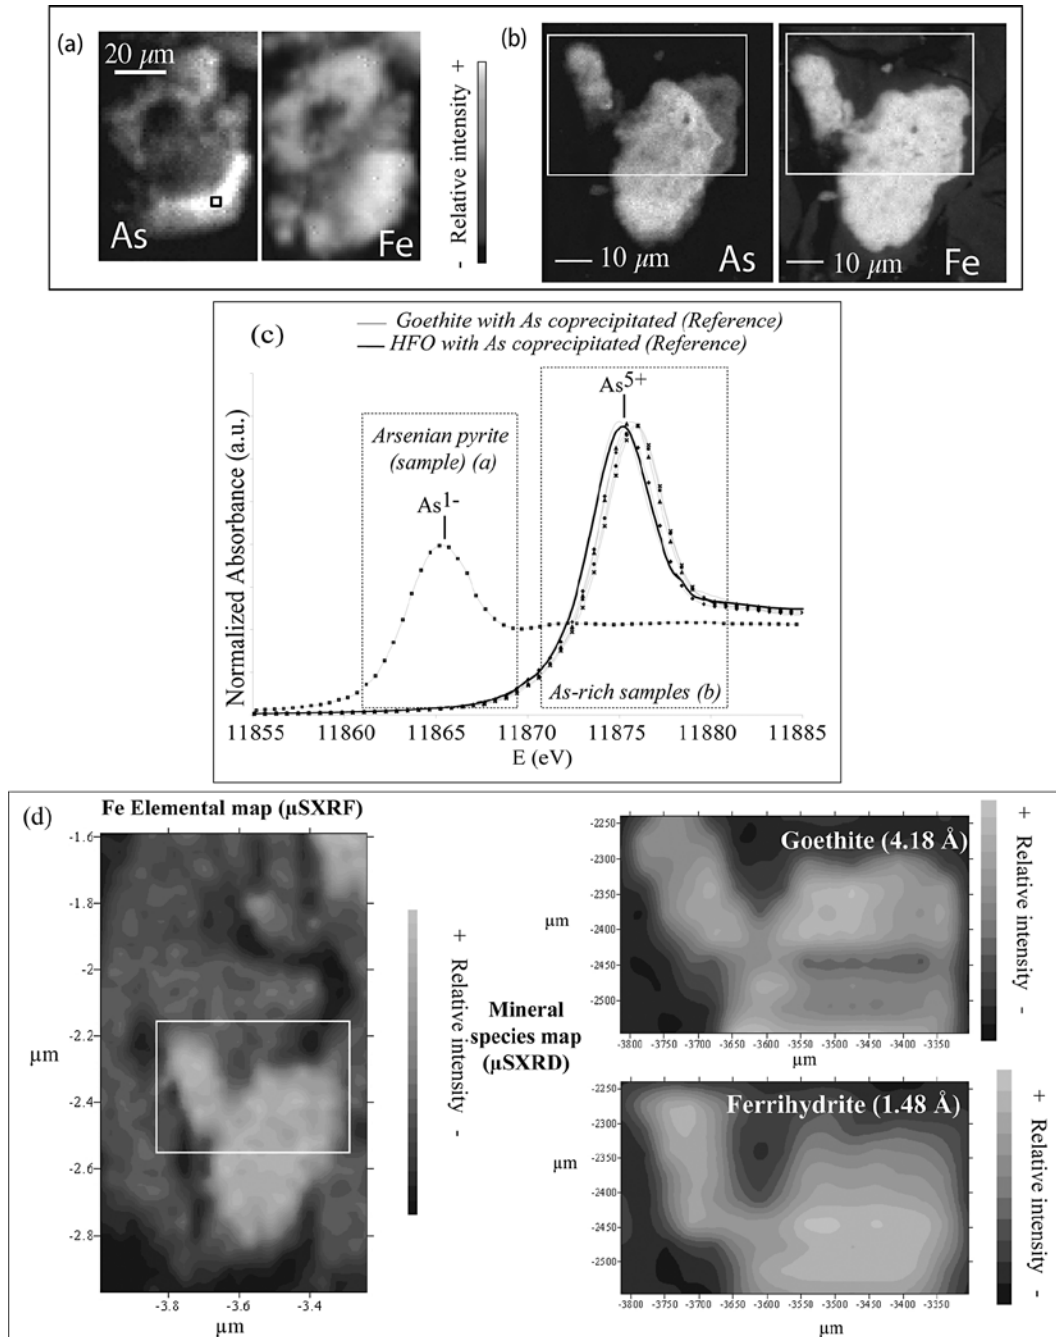 (a)
20 μm
As
Fe
- Relative intensity +
(b)
10 μm
As
10 μm
Fe
(c)
Goethite with As coprecipitated (Reference)
HFO with As coprecipitated (Reference)
As5+
Arsenian pyrite
(sample) (a)
As1-
As-rich samples (b)
Normalized Absorbance (a.u.)
11855 11860 11865 11870 11875 11880 11885
E (eV)
(d)
Fe Elemental map (μSXRF)
-1.6
-1.8
-2
-2.2
-2.4
-2.6
-2.8
μm
-3.8 -3.6 -3.4
μm
- Relative intensity +
Mineral
species map
(μSXRD)
Goethite (4.18 Å)
-2250
-2300
-2350
-2400
-2450
-2500
μm
-3800 -3750 -3700 -3650 -3600 -3550 -3500 -3450 -3400 -3350
μm
- Relative intensity +
Ferrihydrite (1.48 Å)
-2250
-2300
-2350
-2400
-2450
-2500
μm
-3800 -3750 -3700 -3650 -3600 -3550 -3500 -3450 -3400 -3350
μm
- Relative intensity +